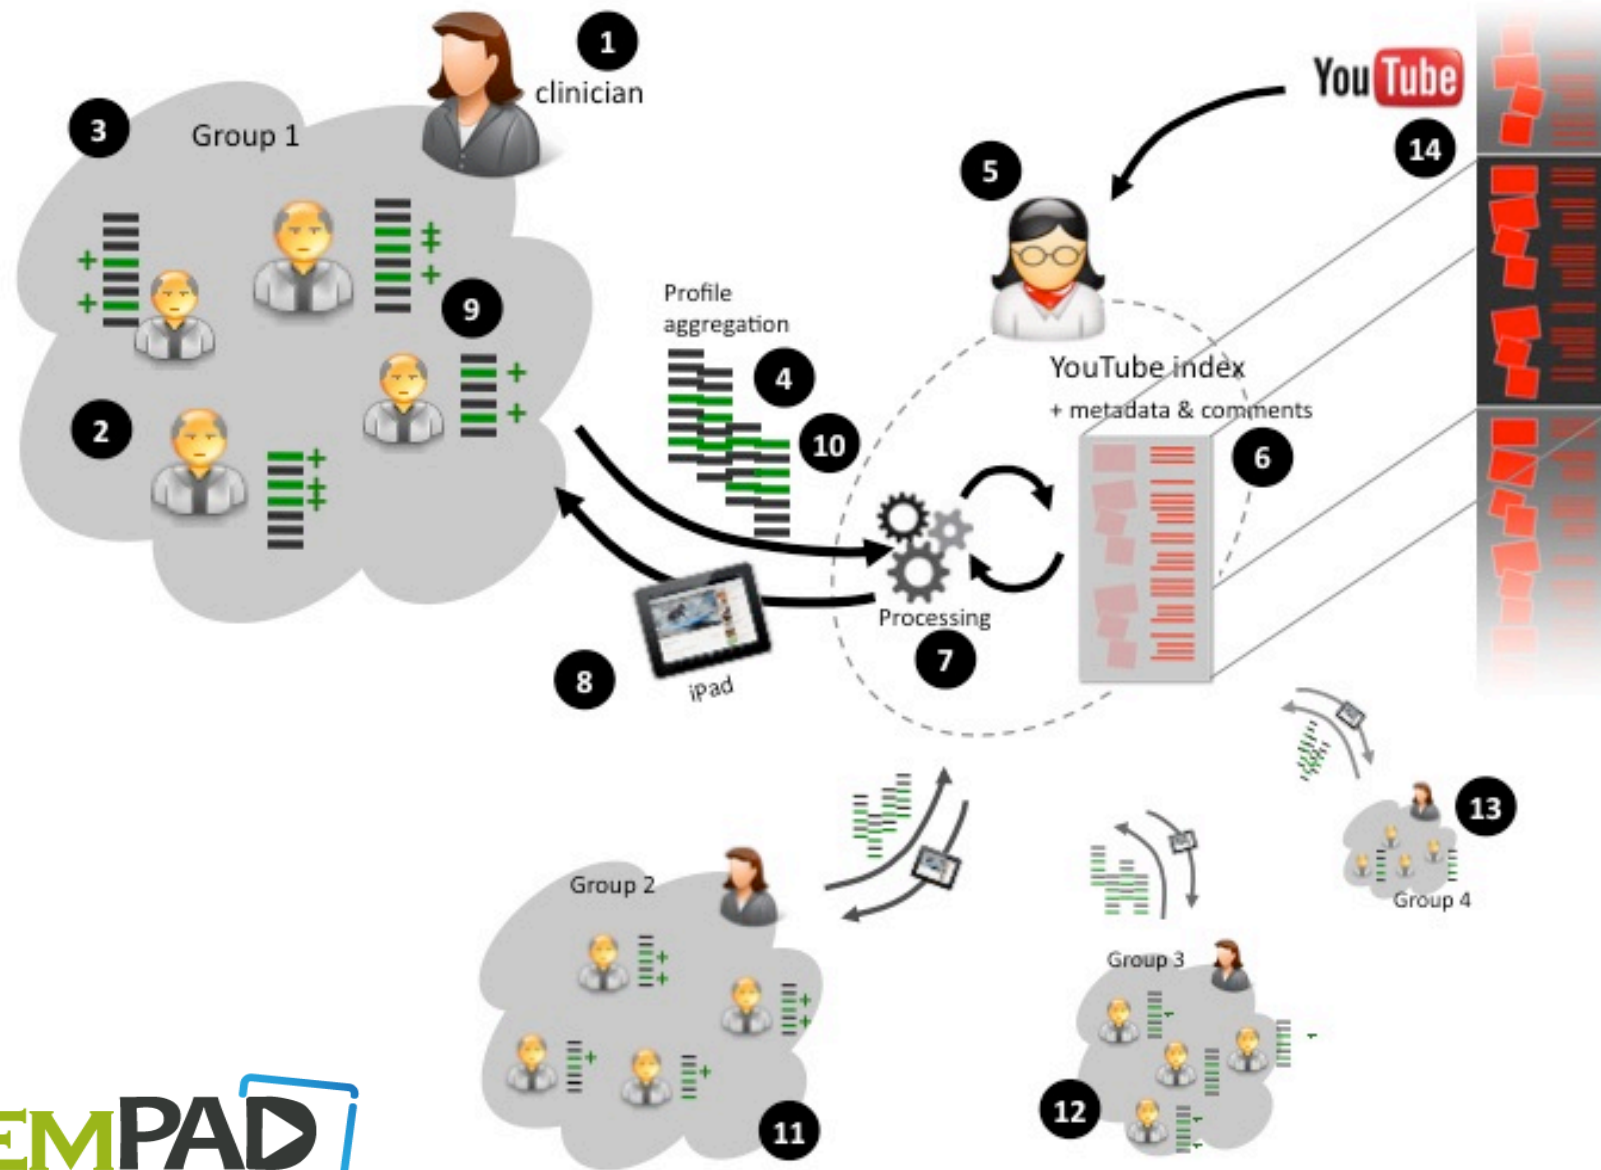 1
clinician
3
Group 1
You Tube
14
5
9
Profile
aggregation
4
10
2
YouTube index
+ metadata & comments
6
Processing
7
8
iPad
13
Group 4
Group 2
Group 3
12
11
EMPAD